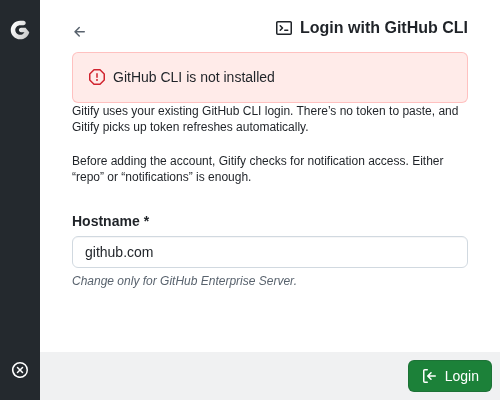 Login with GitHub CLI
GitHub CLI is not installed
Gitify uses your existing GitHub CLI login. There’s no token to paste, and
Gitify picks up token refreshes automatically.
Before adding the account, Gitify checks for notification access. Either
“repo” or “notifications” is enough.
Hostname *
github.com
Change only for GitHub Enterprise Server.
Login